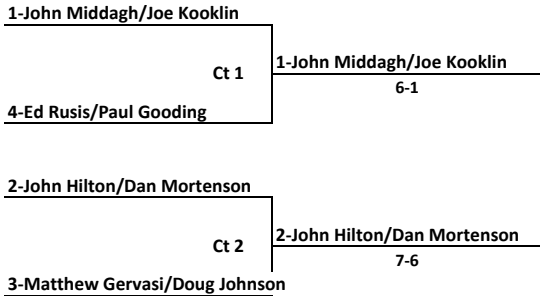 1-John Middagh/Joe Kooklin
Ct 1
1-John Middagh/Joe Kooklin
6-1
4-Ed Rusis/Paul Gooding
2-John Hilton/Dan Mortenson
Ct 2
2-John Hilton/Dan Mortenson
7-6
3-Matthew Gervasi/Doug Johnson